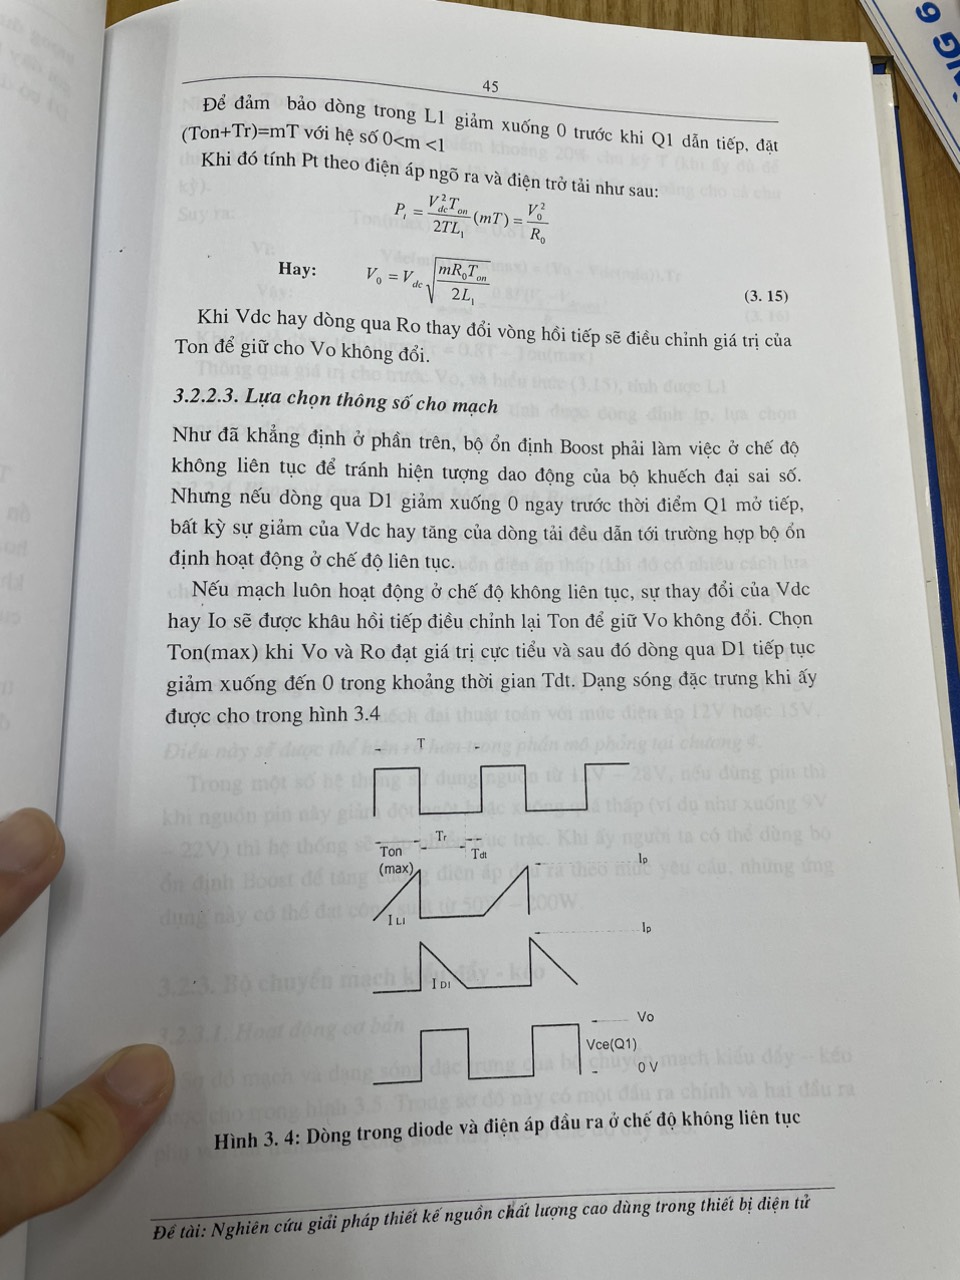 45
Để đảm bảo dòng trong L1 giảm xuống 0 trước khi Q1 dẫn tiếp, đặt
(Ton+Tr)=mT với hệ số 0<m <1
Khi đó tính Pt theo điện áp ngõ ra và điện trở tải như sau:
P_t = \frac{V_{dc}^2 T_{on}}{2TL_1}(mT) = \frac{V_0^2}{R_0}
Hay: V_0 = V_{dc}\sqrt{\frac{mR_0T_{on}}{2L_1}} (3. 15)
Khi Vdc hay dòng qua Ro thay đổi vòng hồi tiếp sẽ điều chỉnh giá trị của
Ton để giữ cho Vo không đổi.
3.2.2.3. Lựa chọn thông số cho mạch
Như đã khẳng định ở phần trên, bộ ổn định Boost phải làm việc ở chế độ
không liên tục để tránh hiện tượng dao động của bộ khuếch đại sai số.
Nhưng nếu dòng qua D1 giảm xuống 0 ngay trước thời điểm Q1 mở tiếp,
bất kỳ sự giảm của Vdc hay tăng của dòng tải đều dẫn tới trường hợp bộ ổn
định hoạt động ở chế độ liên tục.
Nếu mạch luôn hoạt động ở chế độ không liên tục, sự thay đổi của Vdc
hay Io sẽ được khâu hồi tiếp điều chỉnh lại Ton để giữ Vo không đổi. Chọn
Ton(max) khi Vo và Ro đạt giá trị cực tiểu và sau đó dòng qua D1 tiếp tục
giảm xuống đến 0 trong khoảng thời gian Tdt. Dạng sóng đặc trưng khi ấy
được cho trong hình 3.4
T
Ton Tr Tdt
(max)
Ip
I L1
Ip
I D1
Vo
Vce(Q1)
0 V
Hình 3. 4: Dòng trong diode và điện áp đầu ra ở chế độ không liên tục
Đề tài: Nghiên cứu giải pháp thiết kế nguồn chất lượng cao dùng trong thiết bị điện tử